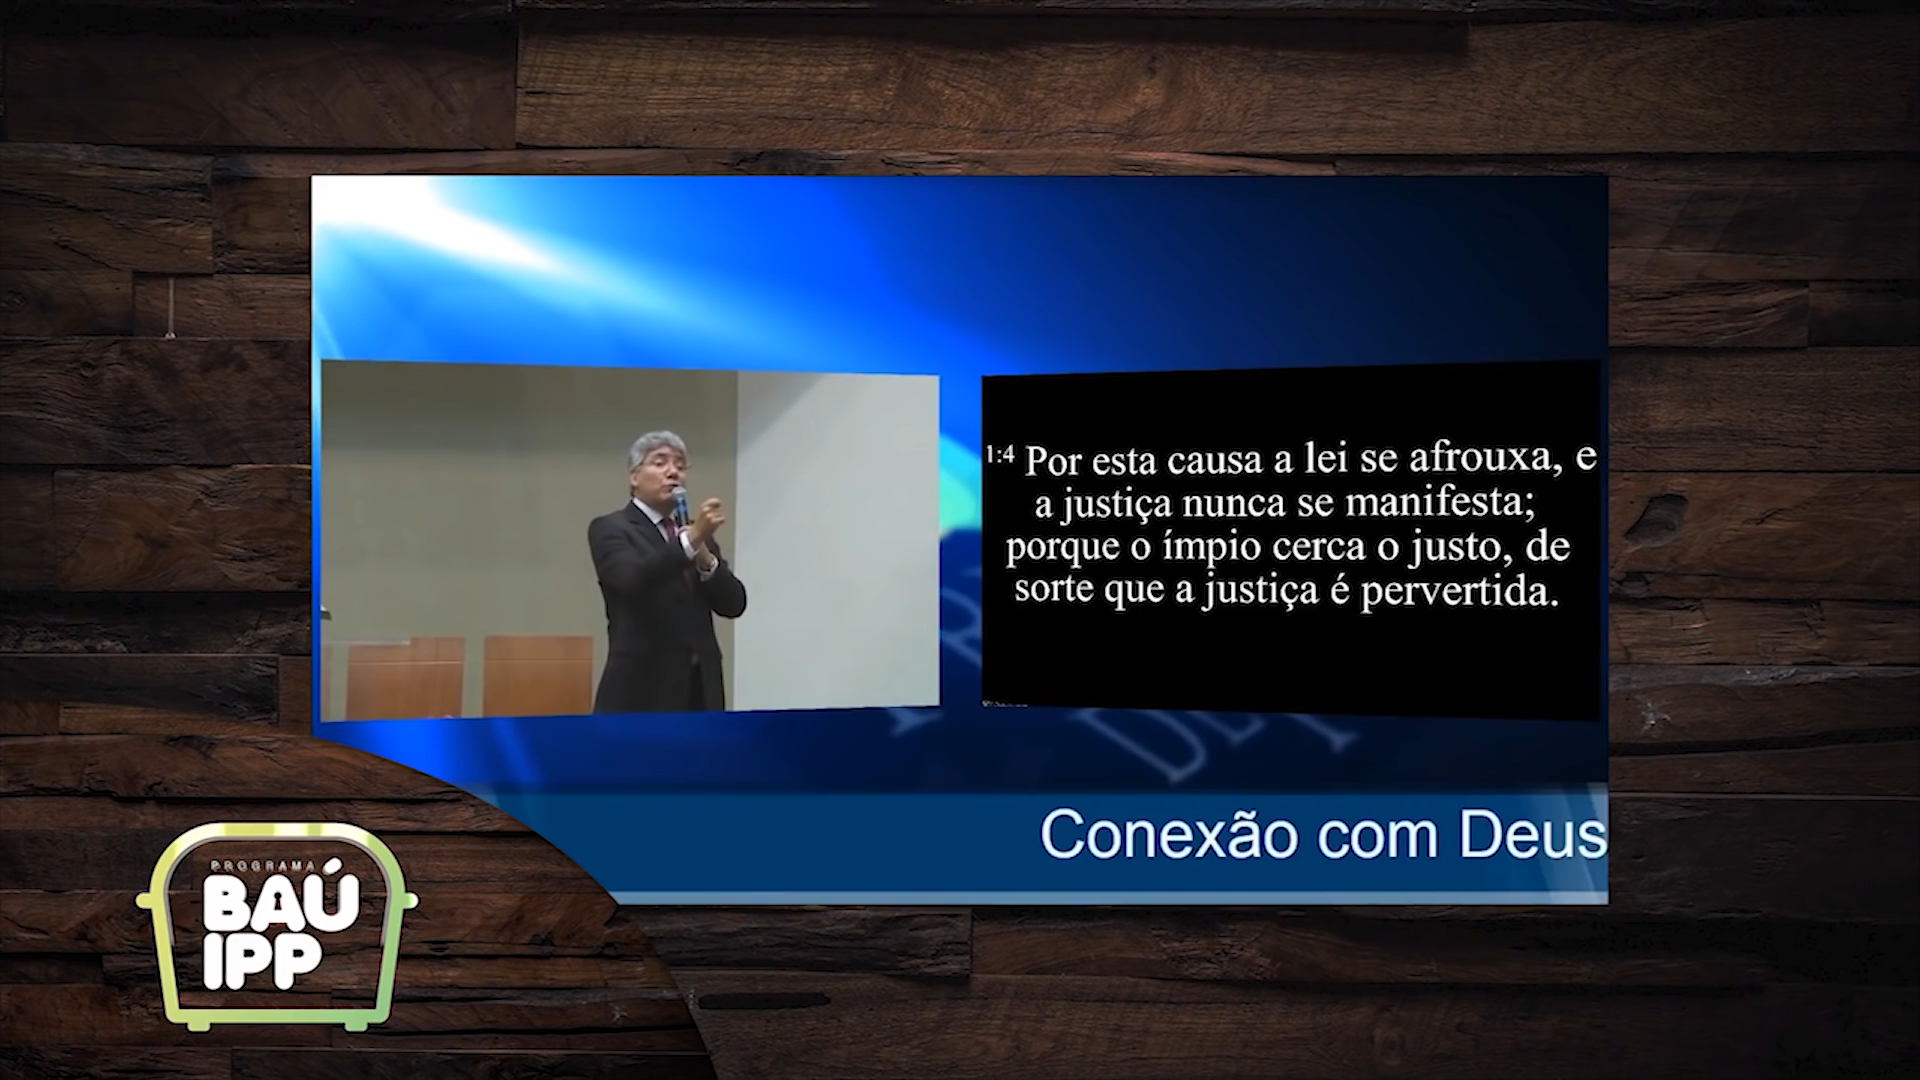 1:4 Por esta causa a lei se afrouxa, e
a justiça nunca se manifesta;
porque o ímpio cerca o justo, de
sorte que a justiça é pervertida.
Conexão com Deus
PROGRAMA
BAÚ
IPP